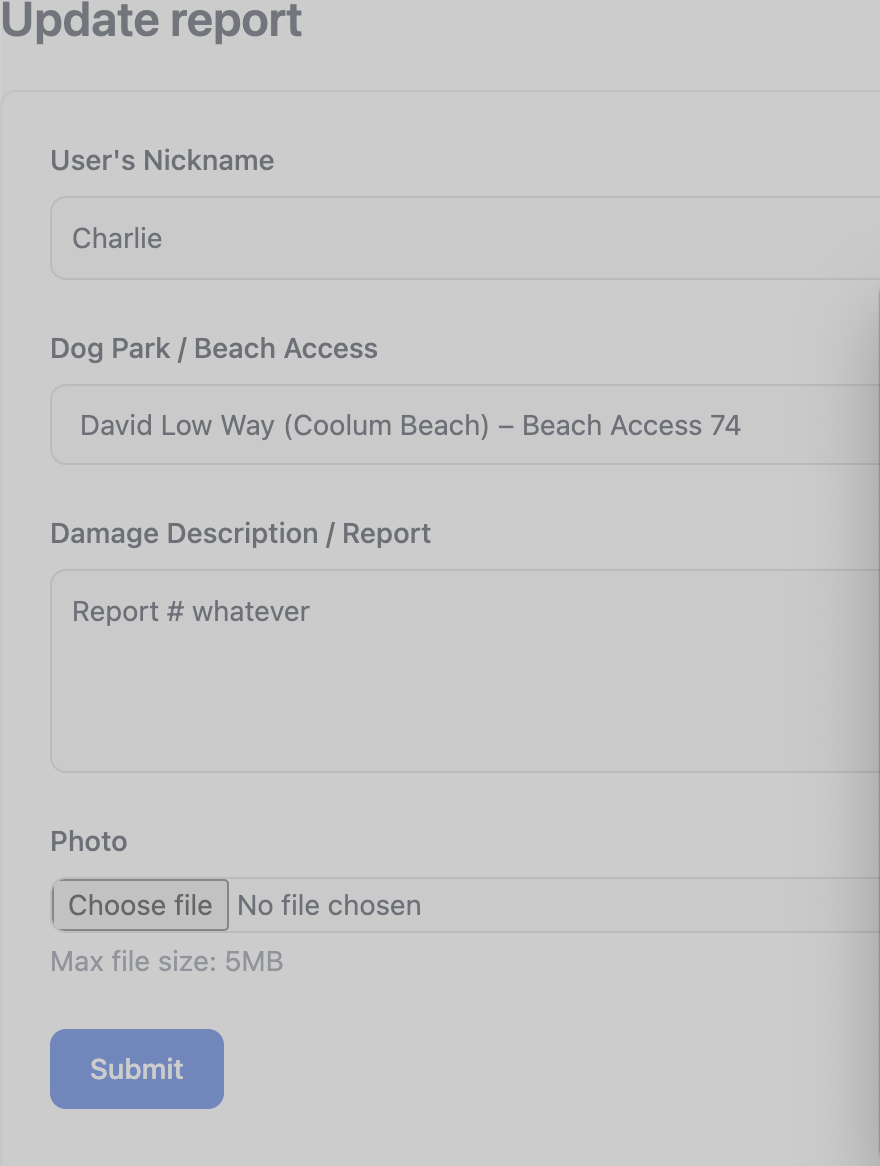 Update report
User's Nickname
Charlie
Dog Park / Beach Access
David Low Way (Coolum Beach) – Beach Access 74
Damage Description / Report
Report # whatever
Photo
Choose file No file chosen
Max file size: 5MB
Submit